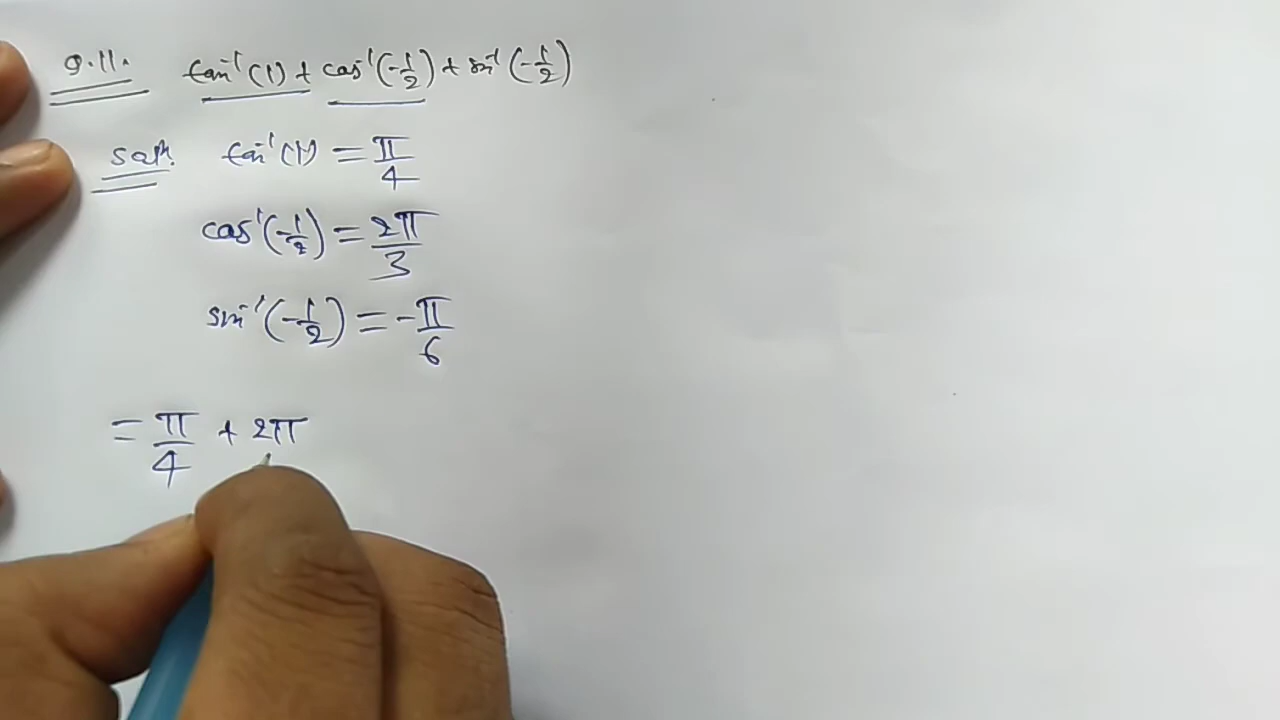 Q.11. tan⁻¹(1) + cos⁻¹(-1/2) + sin⁻¹(-1/2)
Solⁿ. tan⁻¹(1) = π/4
cos⁻¹(-1/2) = 2π/3
sin⁻¹(-1/2) = -π/6
= π/4 + 2π